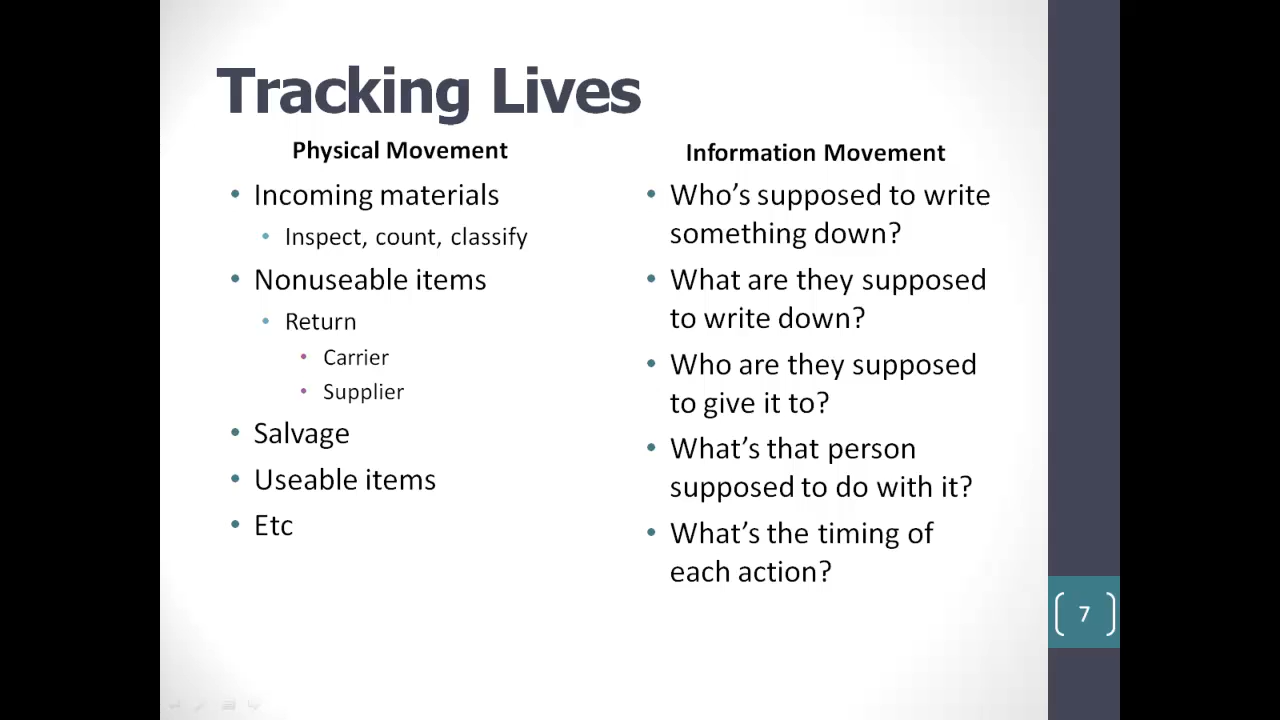 Tracking Lives
Physical Movement
• Incoming materials
• Inspect, count, classify
• Nonuseable items
• Return
• Carrier
• Supplier
• Salvage
• Useable items
• Etc
Information Movement
• Who's supposed to write
something down?
• What are they supposed
to write down?
• Who are they supposed
to give it to?
• What's that person
supposed to do with it?
• What's the timing of
each action?
7